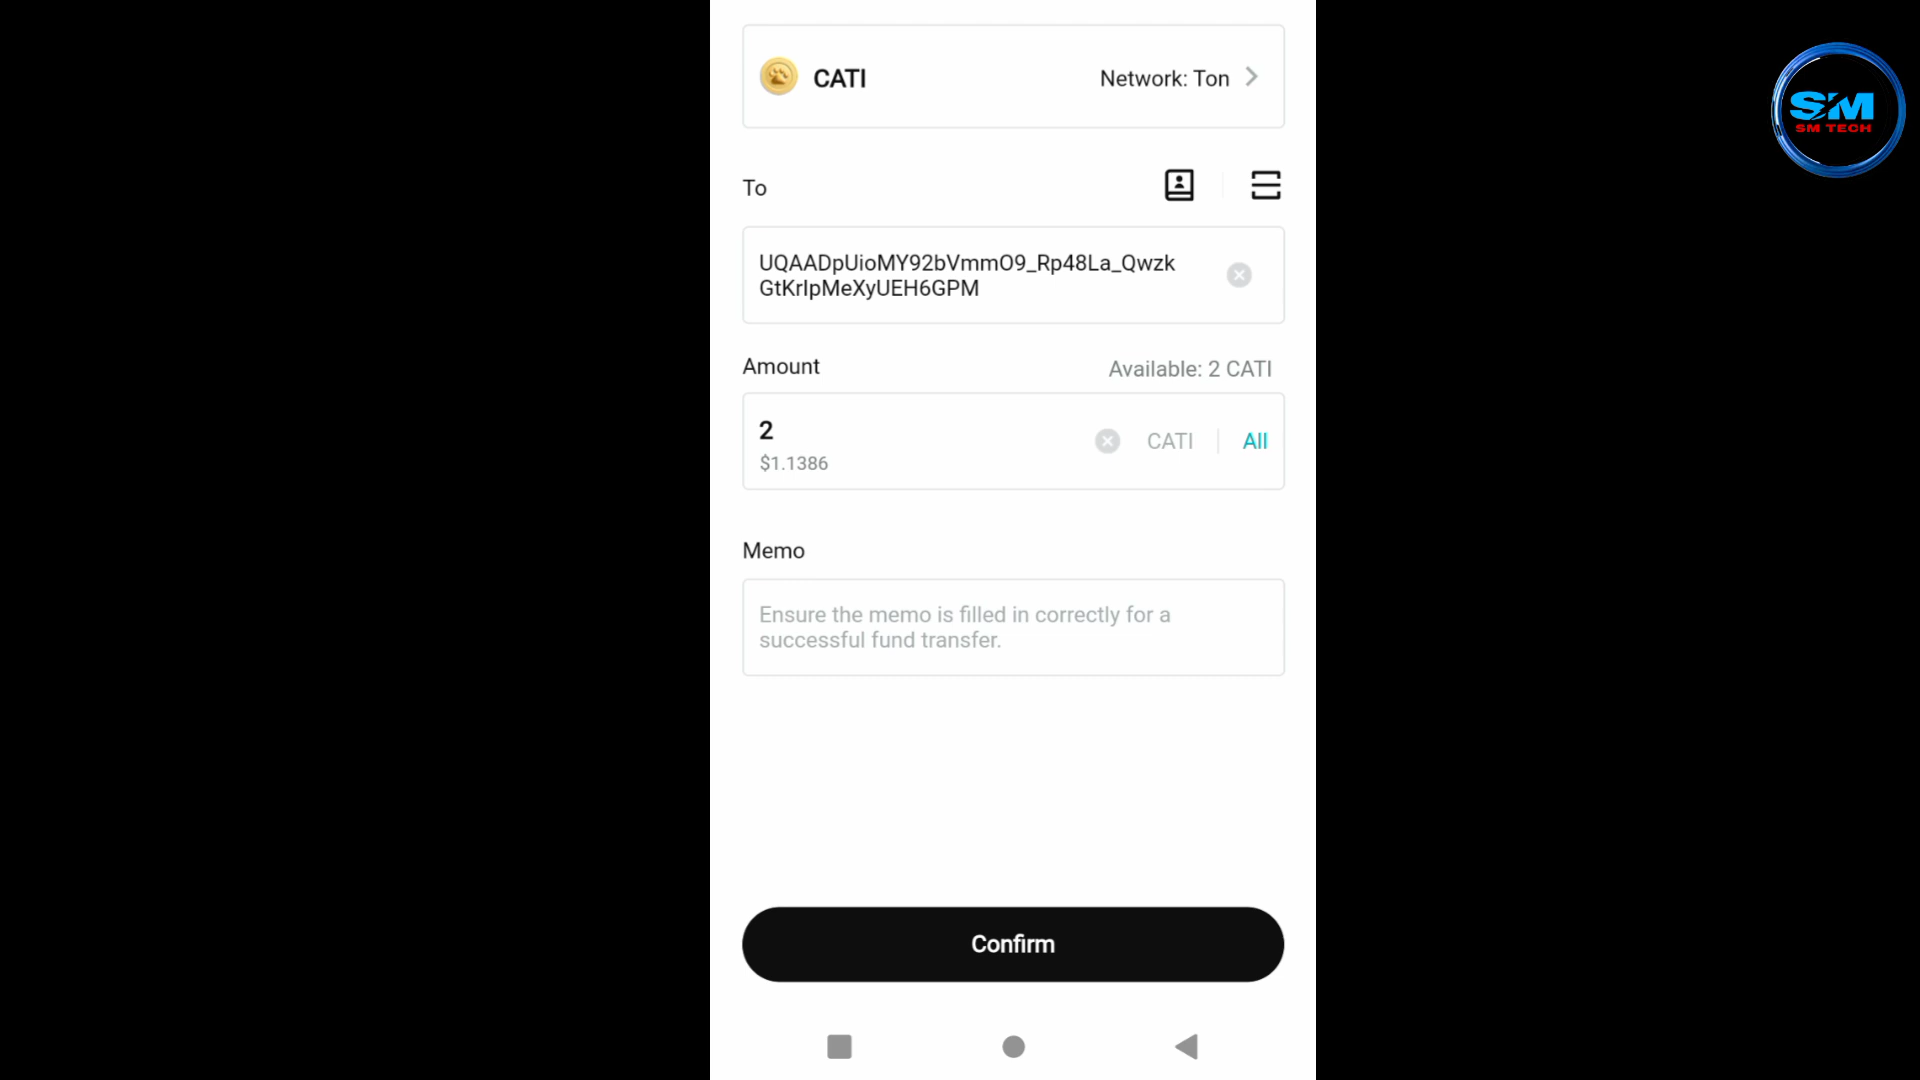 CATI
Network: Ton
SM
SM TECH
To
UQAADpUioMY92bVmmO9_Rp48La_Qwzk
GtKrIpMeXyUEH6GPM
Amount
Available: 2 CATI
2
CATI
All
$1.1386
Memo
Ensure the memo is filled in correctly for a
successful fund transfer.
Confirm